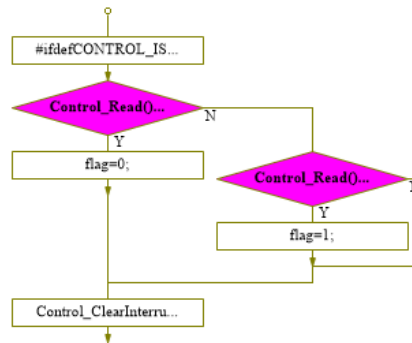 #ifdefCONTROL_IS...
Control_Read()...
N
Y
flag=0;
Control_Read()...
Y
flag=1;
Control_ClearInterru...